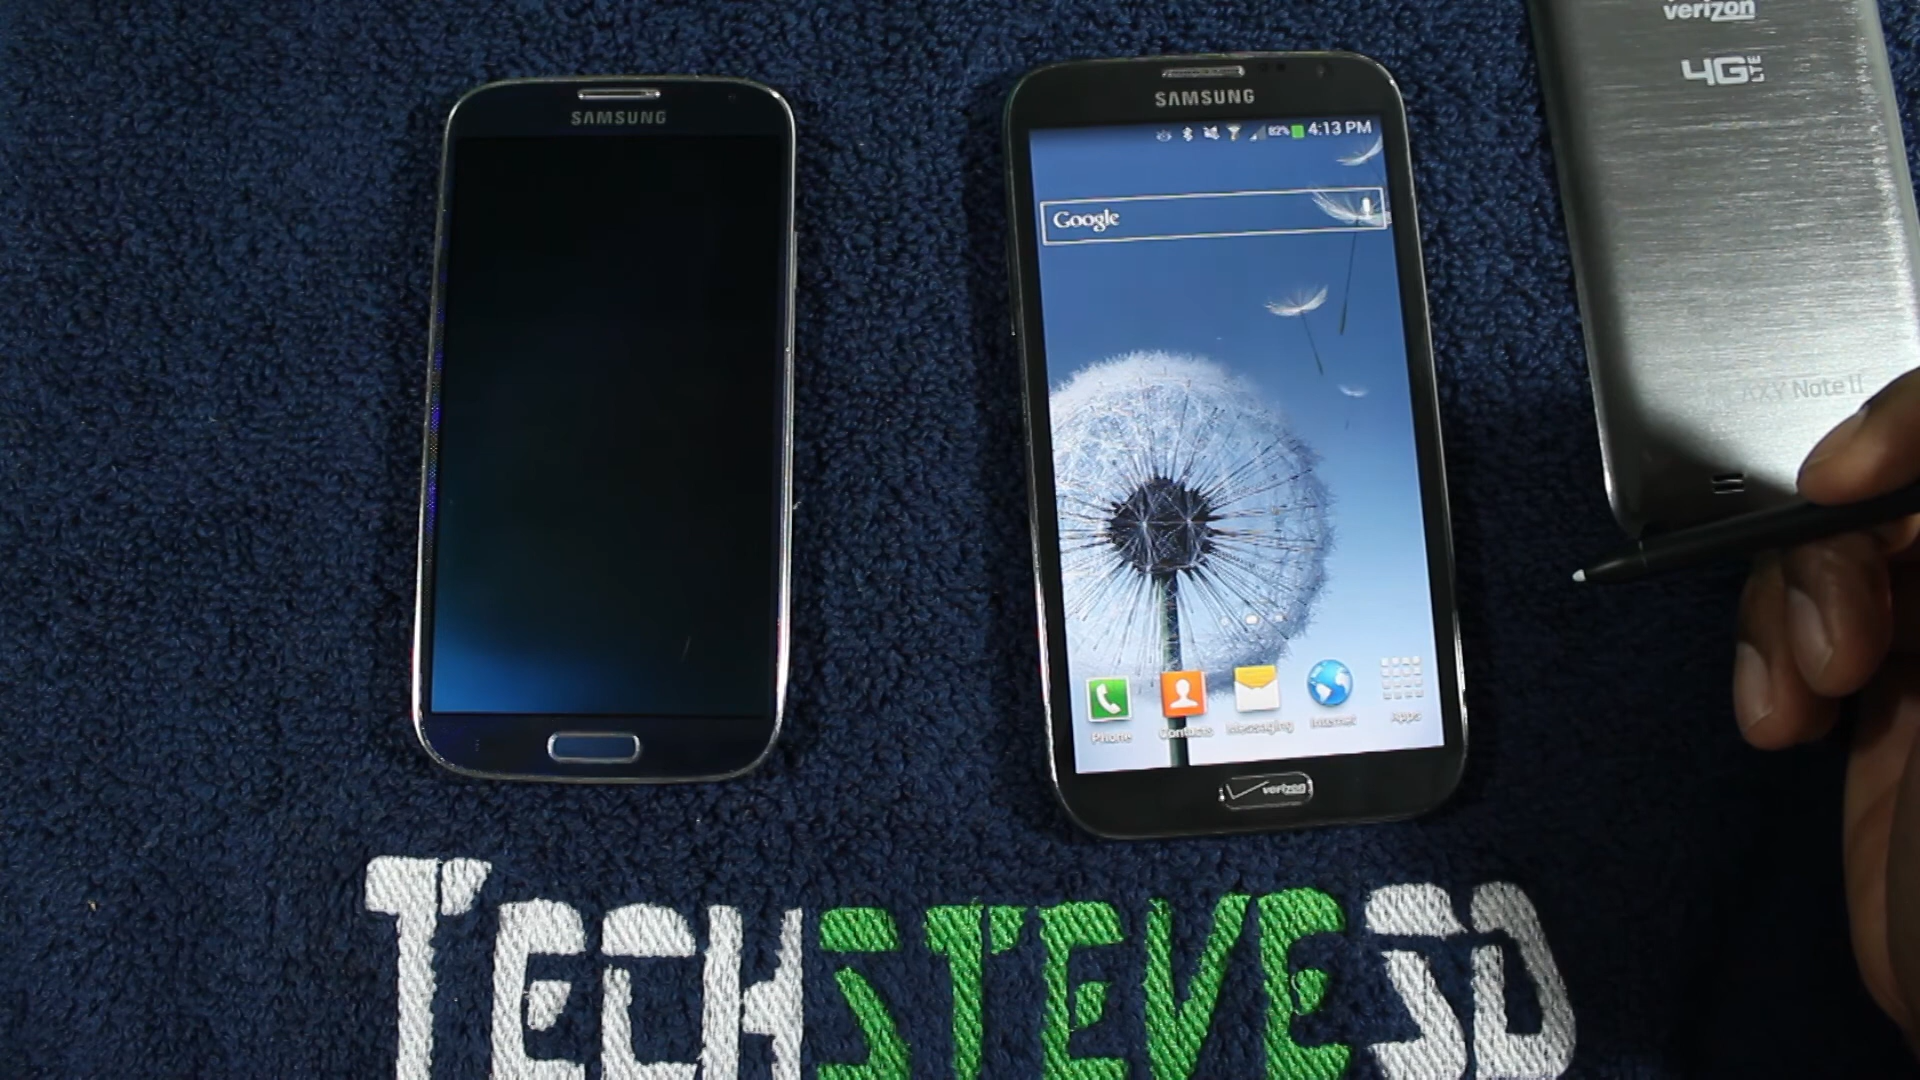 SAMSUNG
SAMSUNG
82% 4:13 PM
Google
Phone
Contacts
Messaging
Internet
Apps
verizon
verizon
4G LTE
AXY Note II
TECHSTEVESD